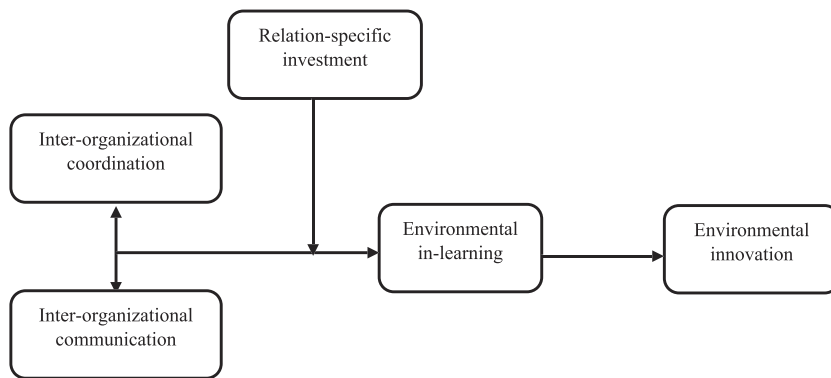 Relation-specific
investment
Inter-organizational
coordination
Environmental
in-learning
Environmental
innovation
Inter-organizational
communication